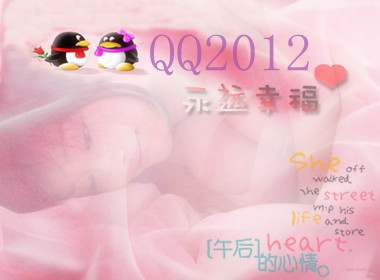 QQ2012
永远幸福
She off
walked
the street
mip his
life and
store
heart.
[午后]
的心情。